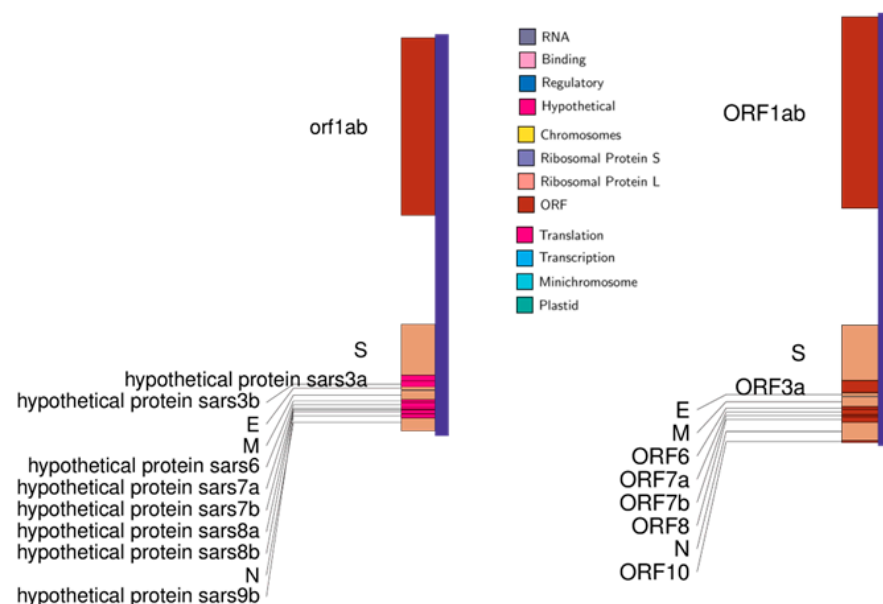 orf1ab
S
hypothetical protein sars3a
hypothetical protein sars3b
E
M
hypothetical protein sars6
hypothetical protein sars7a
hypothetical protein sars7b
hypothetical protein sars8a
hypothetical protein sars8b
N
hypothetical protein sars9b
RNA
Binding
Regulatory
Hypothetical
Chromosomes
Ribosomal Protein S
Ribosomal Protein L
ORF
Translation
Transcription
Minichromosome
Plastid
ORF1ab
S
ORF3a
E
M
ORF6
ORF7a
ORF7b
ORF8
N
ORF10